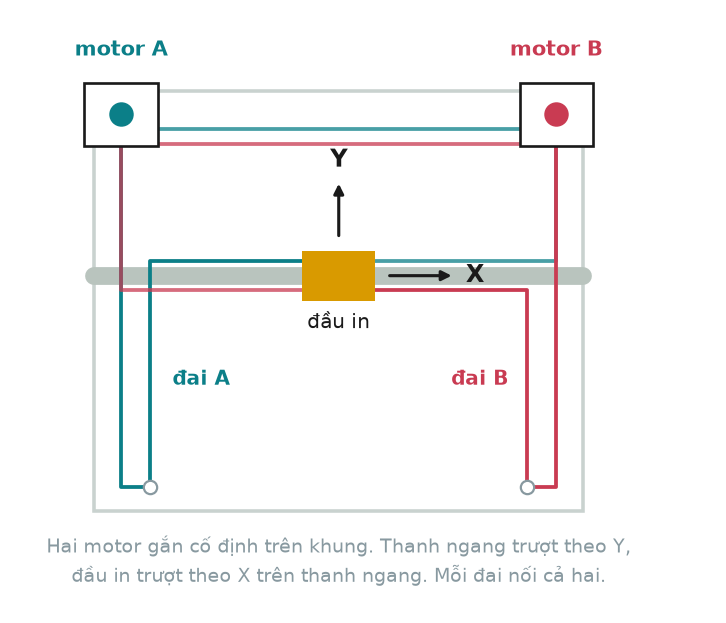 motor A
motor B
Y
X
đầu in
đai A
đai B
Hai motor gắn cố định trên khung. Thanh ngang trượt theo Y,
đầu in trượt theo X trên thanh ngang. Mỗi đai nối cả hai.